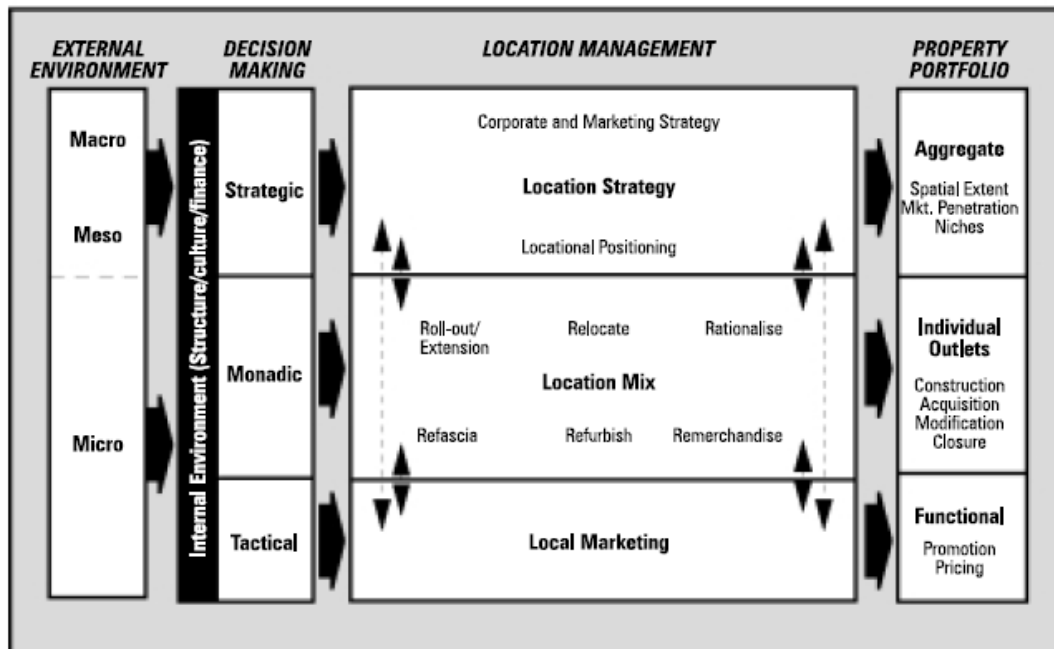 EXTERNAL
ENVIRONMENT
DECISION
MAKING
LOCATION MANAGEMENT
PROPERTY
PORTFOLIO
Macro
Meso
Micro
Internal Environment (Structure/culture/finance)
Strategic
Monadic
Tactical
Corporate and Marketing Strategy
Location Strategy
Locational Positioning
Roll-out/
Extension
Relocate
Rationalise
Location Mix
Refascia
Refurbish
Remerchandise
Local Marketing
Aggregate
Spatial Extent
Mkt. Penetration
Niches
Individual
Outlets
Construction
Acquisition
Modification
Closure
Functional
Promotion
Pricing